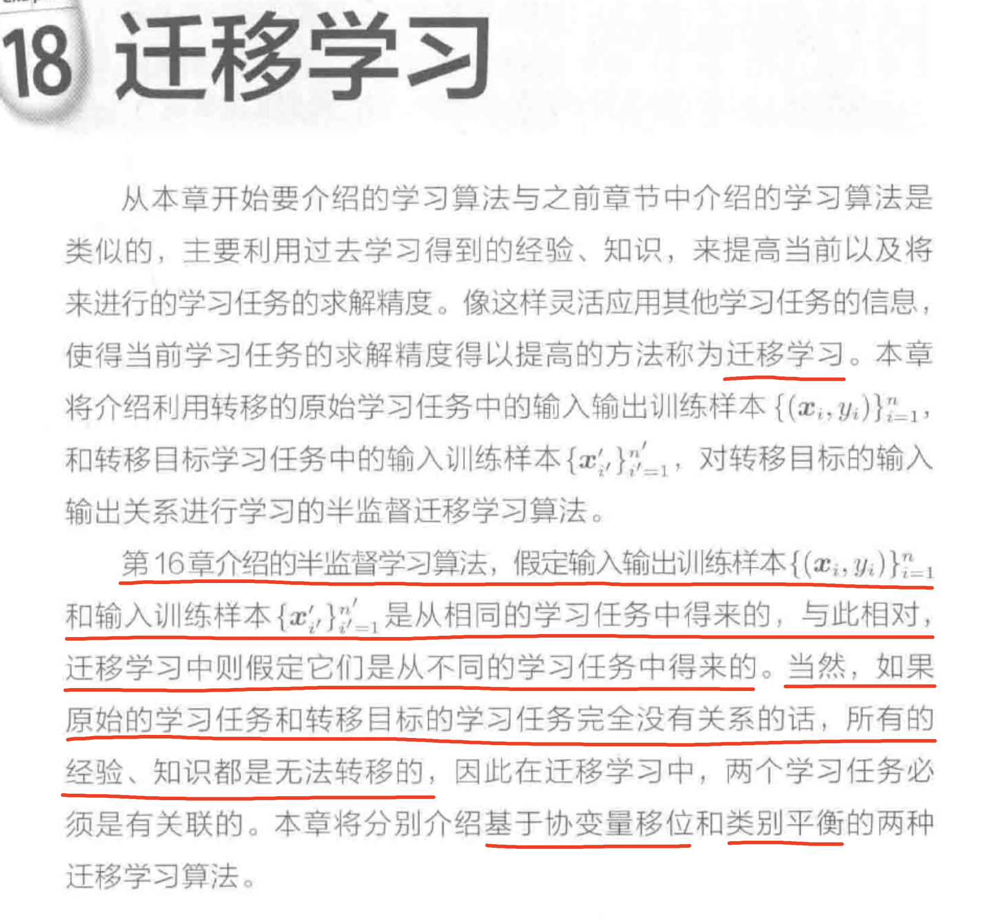 18 迁移学习
从本章开始要介绍的学习算法与之前章节中介绍的学习算法是
类似的，主要利用过去学习得到的经验、知识，来提高当前以及将
来进行的学习任务的求解精度。像这样灵活应用其他学习任务的信息，
使得当前学习任务的求解精度得以提高的方法称为迁移学习。本章
将介绍利用转移的原始学习任务中的输入输出训练样本 {(x_i, y_i)}_{i=1}^n，
和转移目标学习任务中的输入训练样本 {x'_{i'}}_{i'=1}^{n'}，对转移目标的输入
输出关系进行学习的半监督迁移学习算法。
第16章介绍的半监督学习算法，假定输入输出训练样本 {(x_i, y_i)}_{i=1}^n
和输入训练样本 {x'_{i'}}_{i'=1}^{n'} 是从相同的学习任务中得来的，与此相对，
迁移学习中则假定它们是从不同的学习任务中得来的。当然，如果
原始的学习任务和转移目标的学习任务完全没有关系的话，所有的
经验、知识都是无法转移的，因此在迁移学习中，两个学习任务必
须是有关联的。本章将分别介绍基于协变量移位和类别平衡的两种
迁移学习算法。